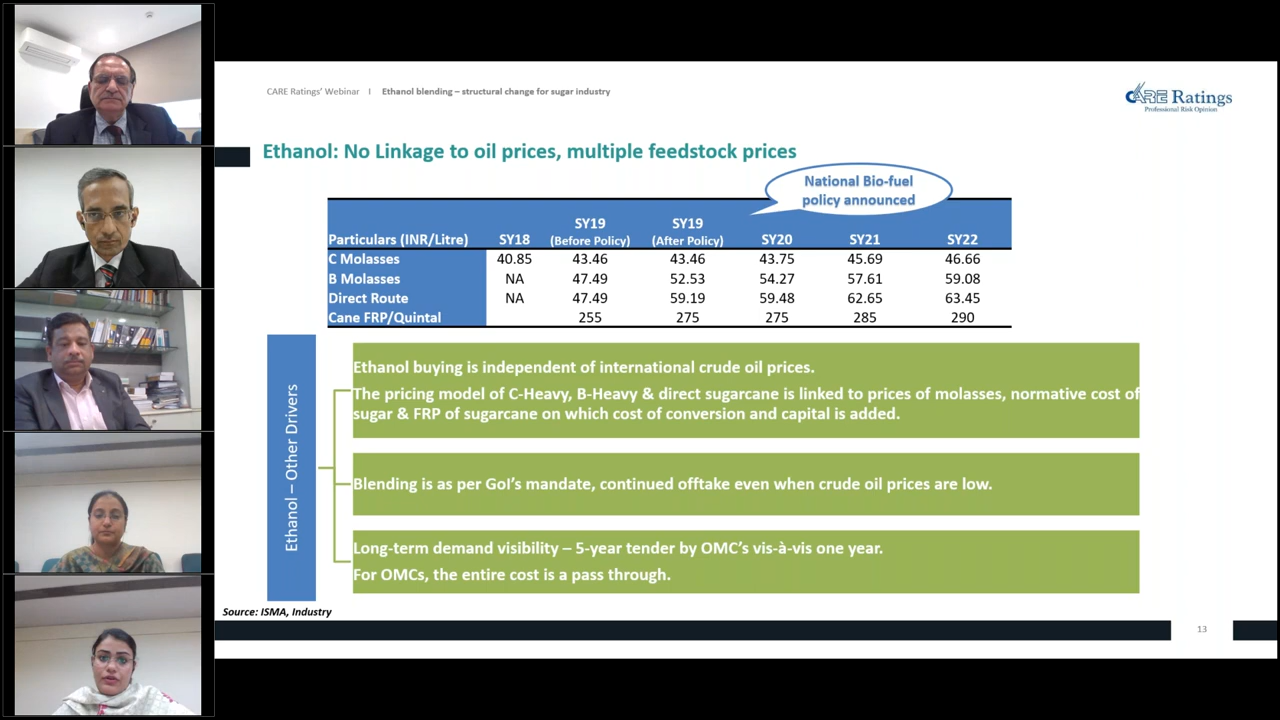 CARE Ratings' Webinar I Ethanol blending – structural change for sugar industry
CARE Ratings
Professional Risk Opinion
Ethanol: No Linkage to oil prices, multiple feedstock prices
National Bio-fuel
policy announced
Particulars (INR/Litre) SY18 SY19 (Before Policy) SY19 (After Policy) SY20 SY21 SY22
C Molasses 40.85 43.46 43.46 43.75 45.69 46.66
B Molasses NA 47.49 52.53 54.27 57.61 59.08
Direct Route NA 47.49 59.19 59.48 62.65 63.45
Cane FRP/Quintal 255 275 275 285 290
Ethanol – Other Drivers
Ethanol buying is independent of international crude oil prices.
The pricing model of C-Heavy, B-Heavy & direct sugarcane is linked to prices of molasses, normative cost of
sugar & FRP of sugarcane on which cost of conversion and capital is added.
Blending is as per GoI's mandate, continued offtake even when crude oil prices are low.
Long-term demand visibility – 5-year tender by OMC's vis-à-vis one year.
For OMCs, the entire cost is a pass through.
Source: ISMA, Industry
13